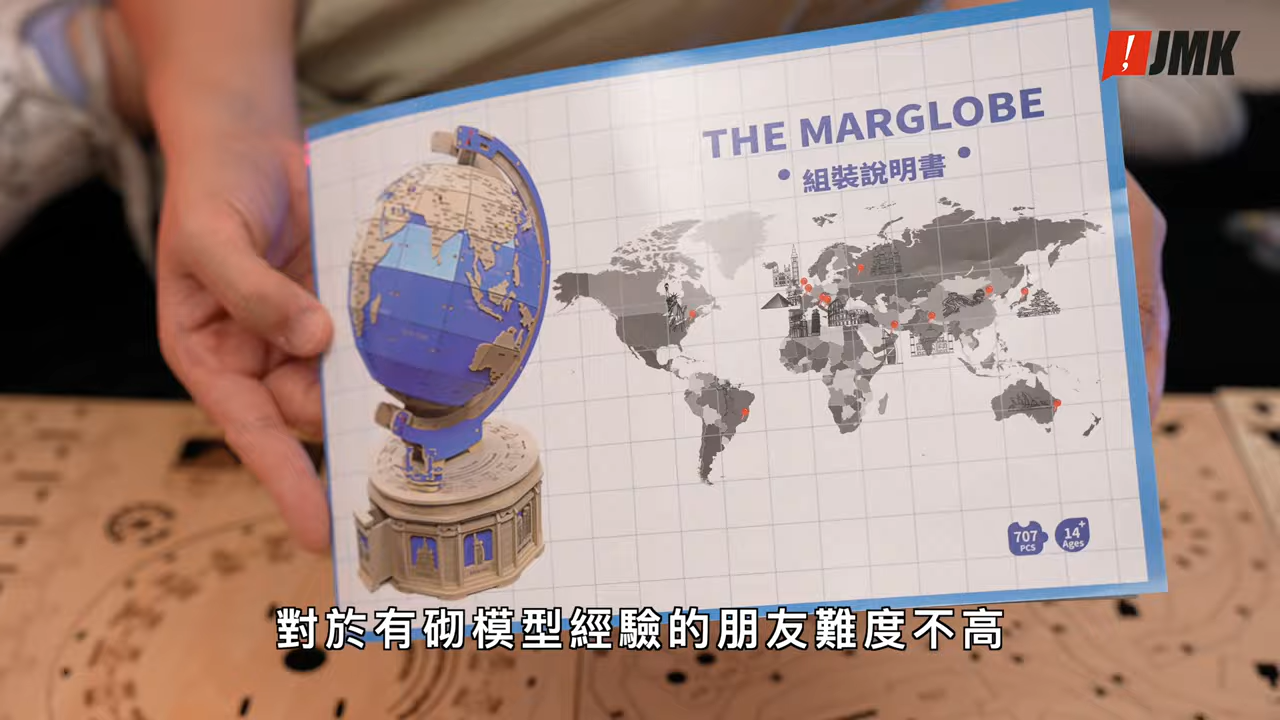 !JMK
THE MARGLOBE
• 組裝說明書 •
707
PCS
14+
Ages
對於有砌模型經驗的朋友難度不高